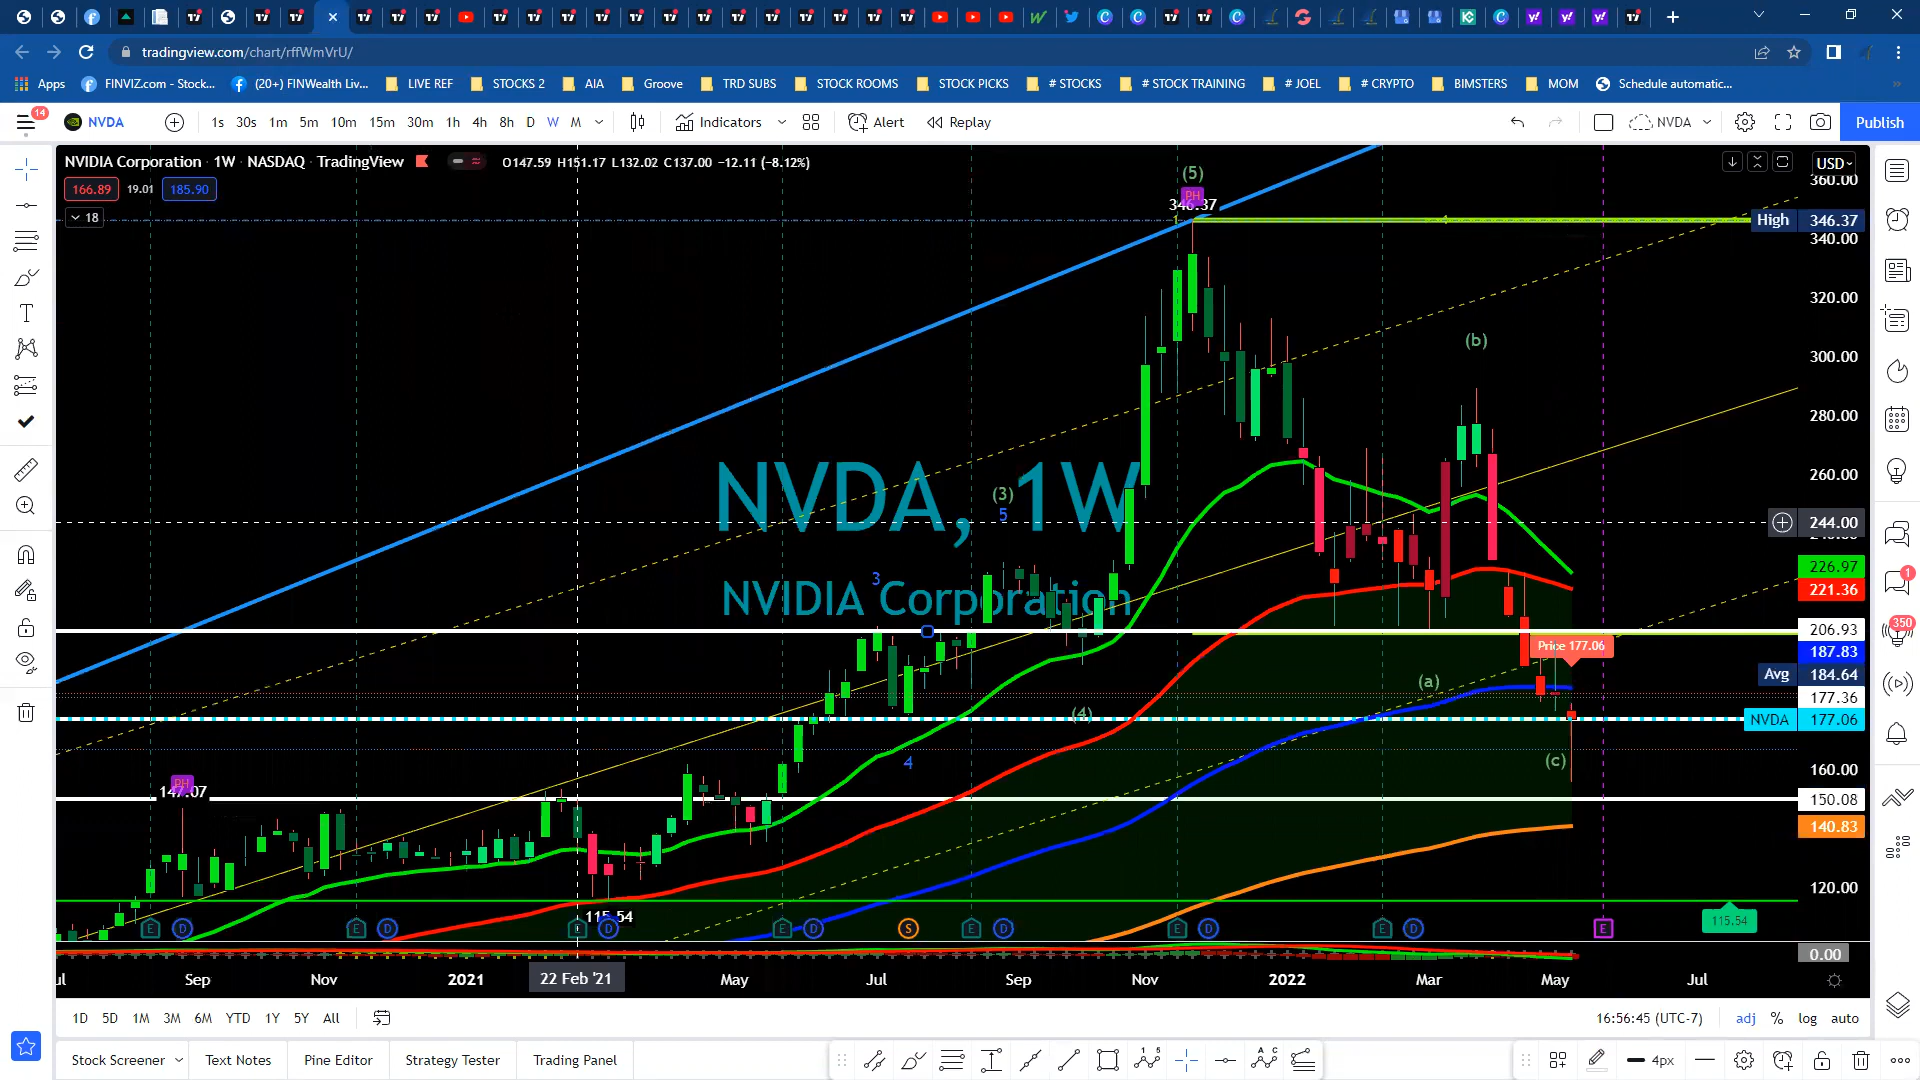 tradingview.com/chart/rffWmVrU/
Apps FINVIZ.com - Stock... (20+) FINWealth Liv... LIVE REF STOCKS 2 AIA Groove TRD SUBS STOCK ROOMS STOCK PICKS # STOCKS # STOCK TRAINING # JOEL # CRYPTO BIMSTERS MOM Schedule automatic...
14 NVDA 1s 30s 1m 5m 10m 15m 30m 1h 4h 8h D W M Indicators Alert Replay NVDA Publish
NVIDIA Corporation · 1W · NASDAQ · TradingView O147.59 H151.17 L132.02 C137.00 −12.11 (−8.12%) USD
166.89 19.01 185.90
18
(5)
PH
360.00
High 346.37
340.00
320.00
(b)
300.00
280.00
NVDA, 1W
260.00
(3)
5
244.00
226.97
3
221.36
NVIDIA Corporation
206.93
Price 177.06
187.83
Avg 184.64
(a)
177.36
(4)
NVDA 177.06
4
(c)
160.00
PH
147.07
150.08
140.83
120.00
115.54
115.54
E D E D E D E D S E D E D E D E
0.00
Sep Nov 2021 22 Feb '21 May Jul Sep Nov 2022 Mar May Jul
1
350
1D 5D 1M 3M 6M YTD 1Y 5Y All 16:56:45 (UTC-7) adj % log auto
Stock Screener Text Notes Pine Editor Strategy Tester Trading Panel 4px